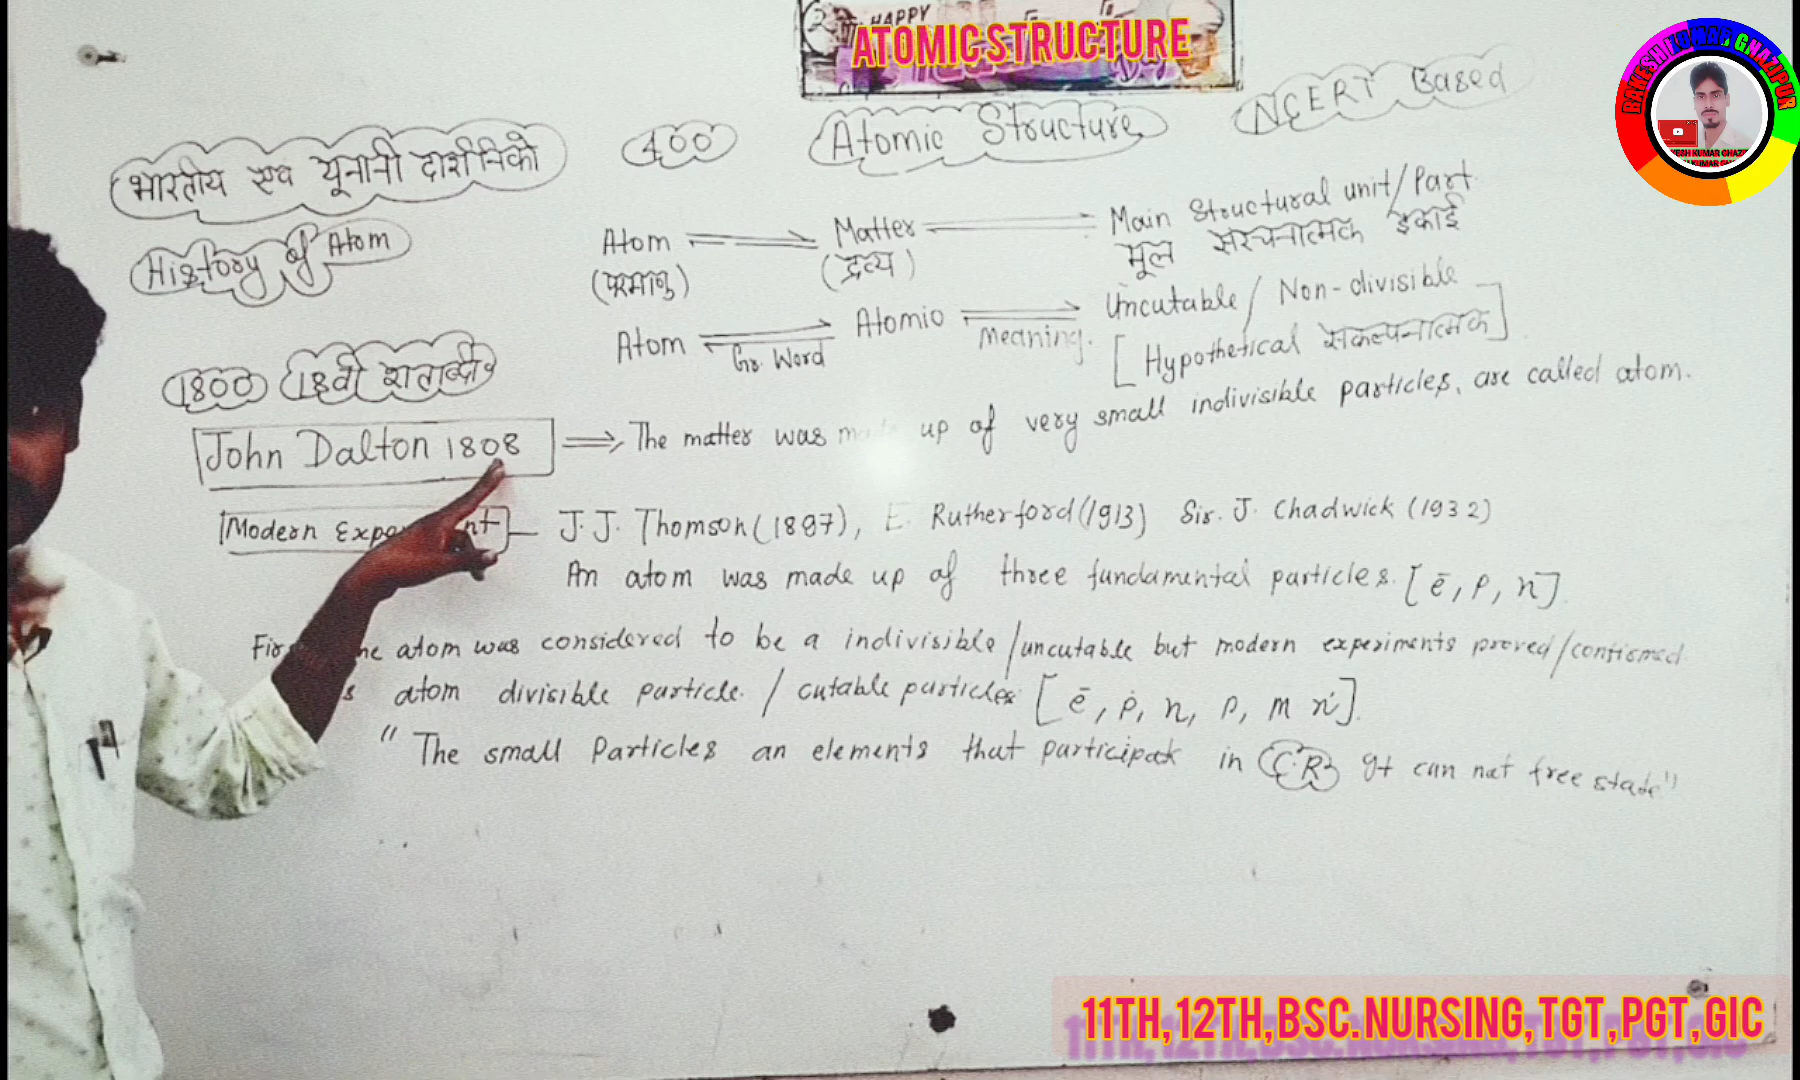 HAPPY
ATOMIC STRUCTURE
RAKESH KUMAR GHAZIPUR
भारतीय एवं यूनानी दार्शनिको
400
Atomic Structure
NCERT Based
History of Atom
Atom Matter Main Structural unit/Part
(परमाणु) (द्रव्य) मूल संरचनात्मक इकाई
Atom Gr. Word Atomio Meaning. Uncutable/ Non-divisible
[Hypothetical संकल्पनात्मक]
1800 18वी शताब्दी
John Dalton 1808 ⇒ The matter was made up of very small indivisible particles, are called atom.
Modern — J.J. Thomson (1897), E. Rutherford (1913) Sir. J. Chadwick (1932)
An atom was made up of three fundamental particles. [ē, p, n]
atom was considered to be a indivisible /uncutable but modern experiments proved/confirmed
atom divisible particle. / cutable particles [ē, p, n, p, m n]
"The small Particles an elements that participate in C.R It can not free state"
11TH,12TH,BSC.NURSING,TGT,PGT,GIC